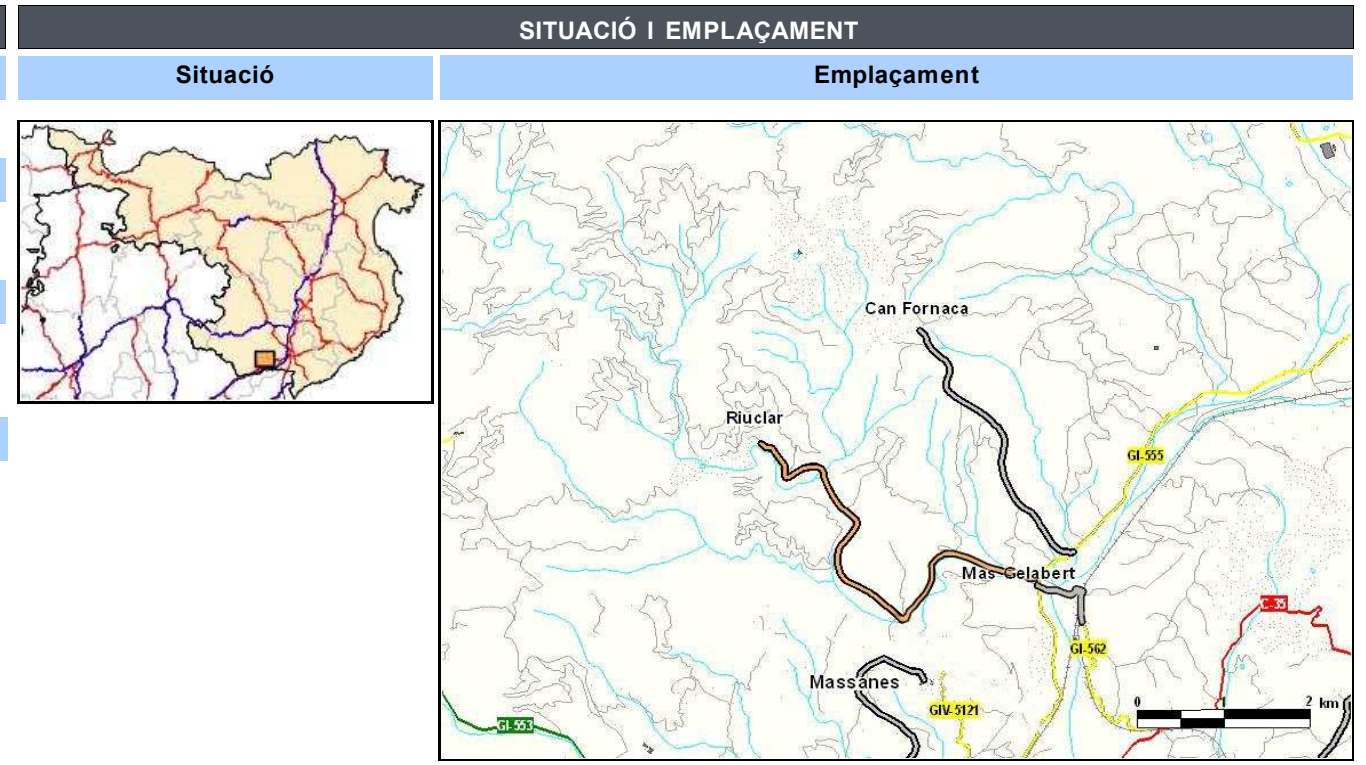 SITUACIÓ I EMPLAÇAMENT
Situació
Emplaçament
Can Fornaca
Riuclar
GI-555
Mas Gelabert
C-35
GI-562
Massanes
GIV-5121
GI-553
0 1 2 km